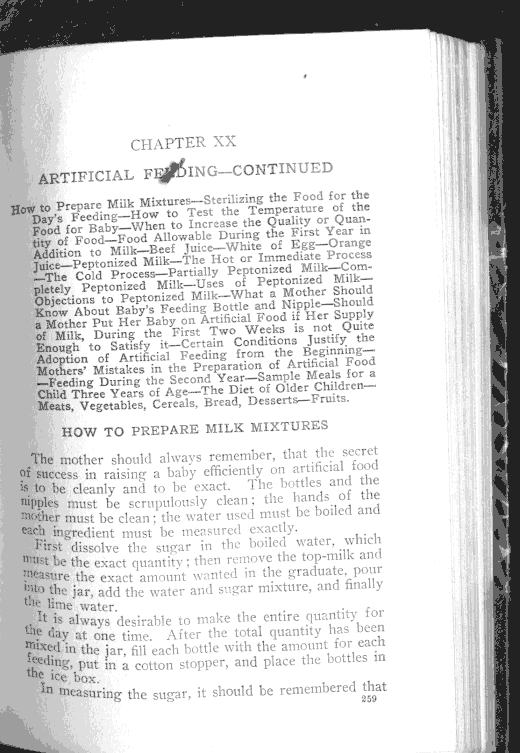 CHAPTER XX
ARTIFICIAL FEEDING—CONTINUED
How to Prepare Milk Mixtures—Sterilizing the Food for the
Day's Feeding—How to Test the Temperature of the
Food for Baby—When to Increase the Quality or Quan-
tity of Food—Food Allowable During the First Year in
Addition to Milk—Beef Juice—White of Egg—Orange
Juice—Peptonized Milk—The Hot or Immediate Process
—The Cold Process—Partially Peptonized Milk—Com-
pletely Peptonized Milk—Uses of Peptonized Milk—
Objections to Peptonized Milk—What a Mother Should
Know About Baby's Feeding Bottle and Nipple—Should
a Mother Put Her Baby on Artificial Food if Her Supply
of Milk, During the First Two Weeks is not Quite
Enough to Satisfy it—Certain Conditions Justify the
Adoption of Artificial Feeding from the Beginning—
Mothers' Mistakes in the Preparation of Artificial Food
—Feeding During the Second Year—Sample Meals for a
Child Three Years of Age—The Diet of Older Children—
Meats, Vegetables, Cereals, Bread, Desserts—Fruits.
HOW TO PREPARE MILK MIXTURES
The mother should always remember, that the secret
of success in raising a baby efficiently on artificial food
is to be cleanly and to be exact. The bottles and the
nipples must be scrupulously clean; the hands of the
mother must be clean; the water used must be boiled and
each ingredient must be measured exactly.
First dissolve the sugar in the boiled water, which
must be the exact quantity; then remove the top-milk and
measure the exact amount wanted in the graduate, pour
into the jar, add the water and sugar mixture, and finally
the lime water.
It is always desirable to make the entire quantity for
the day at one time. After the total quantity has been
mixed in the jar, fill each bottle with the amount for each
feeding, put in a cotton stopper, and place the bottles in
the ice box.
In measuring the sugar, it should be remembered that
259